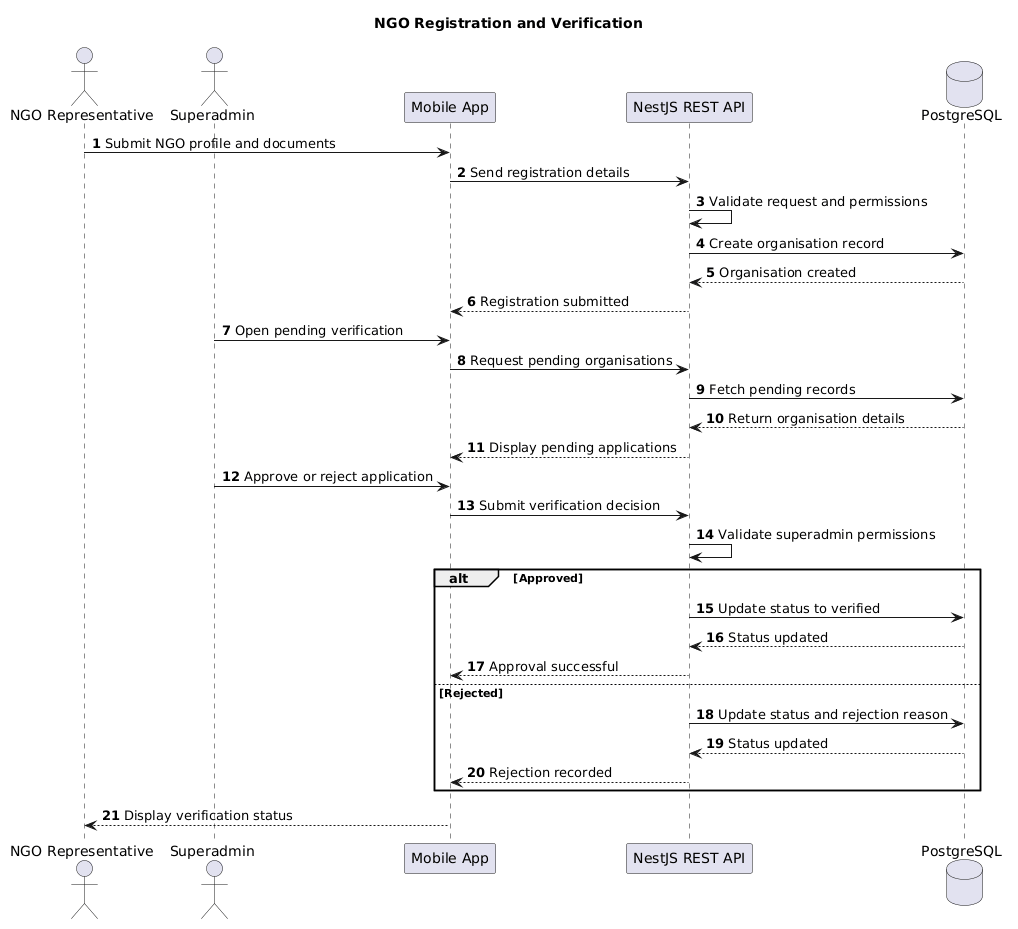 NGO Registration and Verification
NGO Representative
Superadmin
Mobile App
NestJS REST API
PostgreSQL
1 Submit NGO profile and documents
2 Send registration details
3 Validate request and permissions
4 Create organisation record
5 Organisation created
6 Registration submitted
7 Open pending verification
8 Request pending organisations
9 Fetch pending records
10 Return organisation details
11 Display pending applications
12 Approve or reject application
13 Submit verification decision
14 Validate superadmin permissions
alt [Approved]
15 Update status to verified
16 Status updated
17 Approval successful
[Rejected]
18 Update status and rejection reason
19 Status updated
20 Rejection recorded
21 Display verification status
NGO Representative
Superadmin
Mobile App
NestJS REST API
PostgreSQL